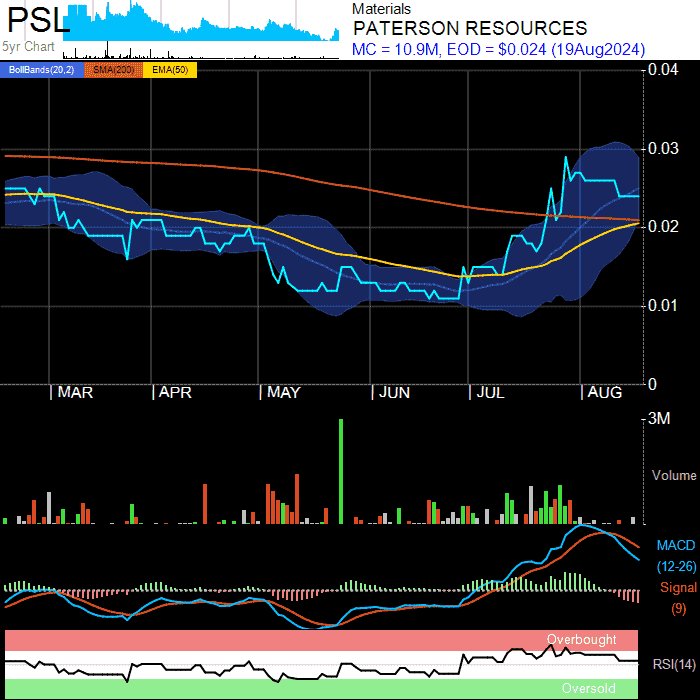 PSL
5yr Chart
Materials
PATERSON RESOURCES
MC = 10.9M, EOD = $0.024 (19Aug2024)
BollBands(20,2) SMA(200) EMA(50)
0.04
0.03
0.02
0.01
0
MAR APR MAY JUN JUL AUG
3M
Volume
MACD
(12-26)
Signal
(9)
Overbought
RSI(14)
Oversold